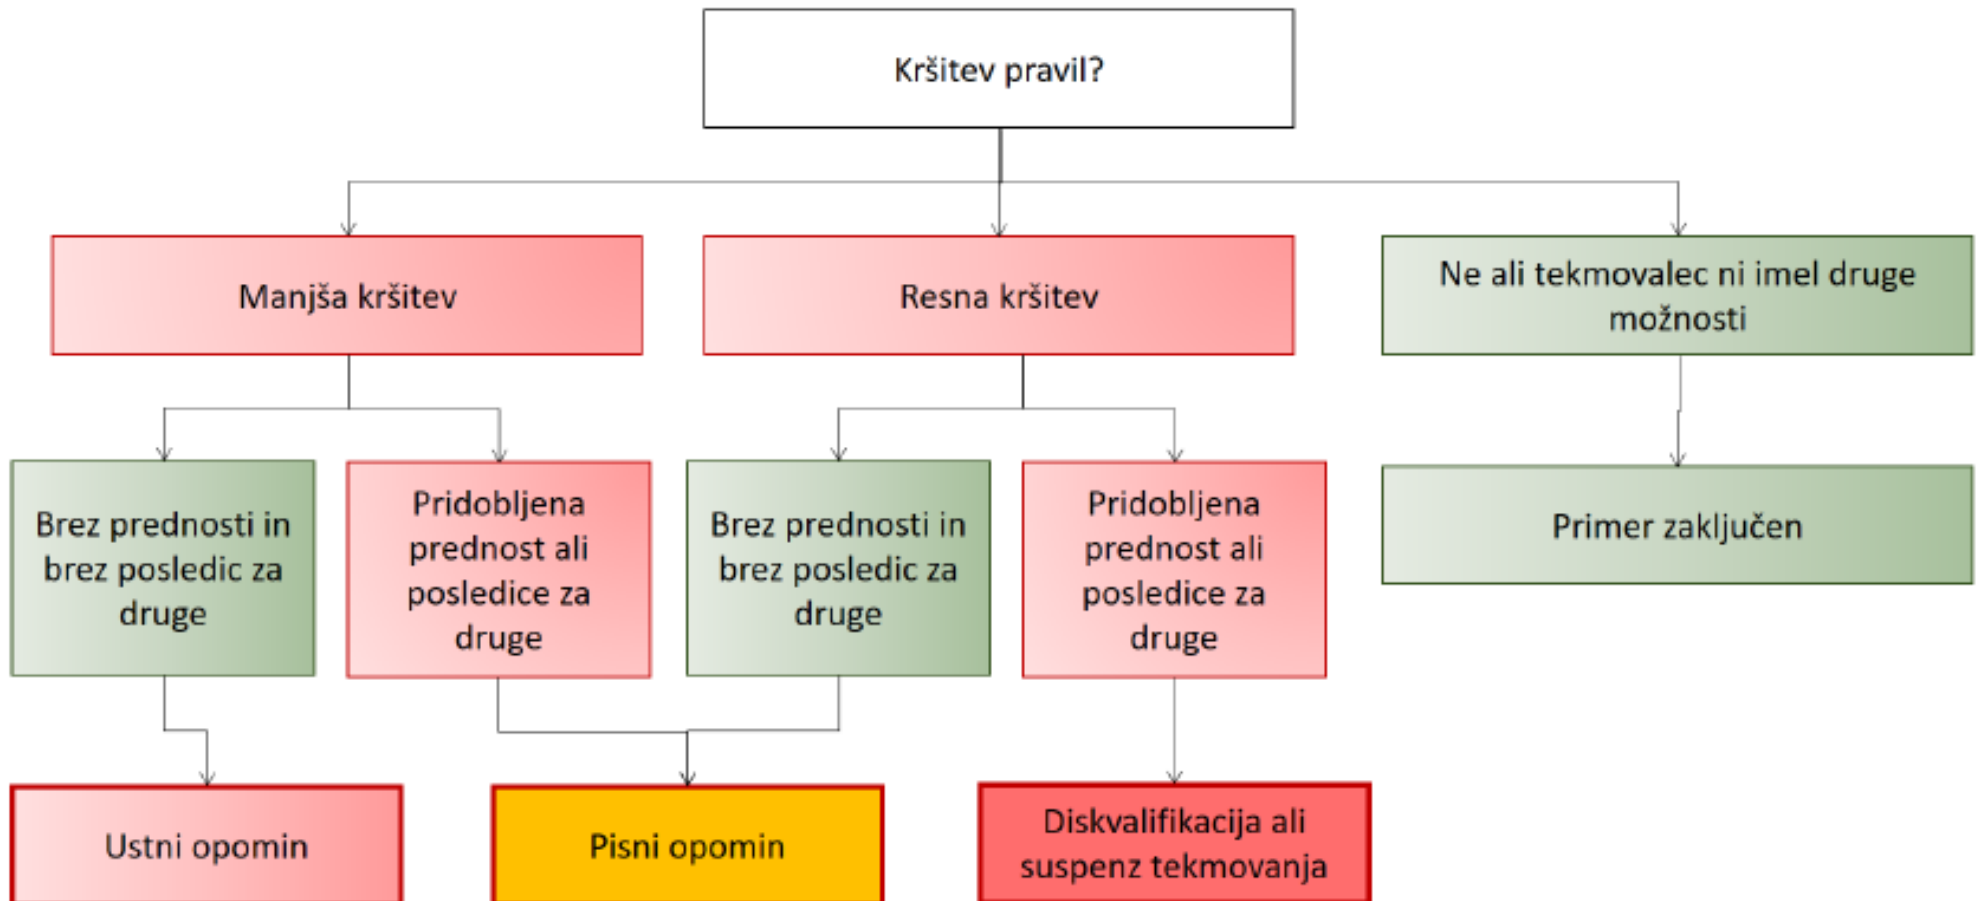 Kršitev pravil?
Manjša kršitev
Resna kršitev
Ne ali tekmovalec ni imel druge
možnosti
Brez prednosti in
brez posledic za
druge
Pridobljena
prednost ali
posledice za
druge
Brez prednosti in
brez posledic za
druge
Pridobljena
prednost ali
posledice za
druge
Primer zaključen
Ustni opomin
Pisni opomin
Diskvalifikacija ali
suspenz tekmovanja